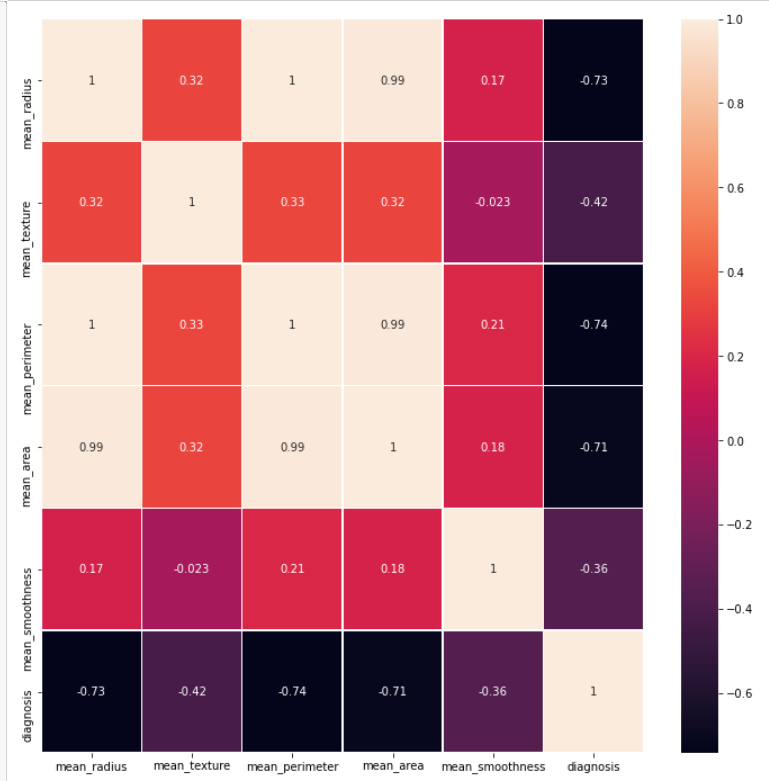 mean_radius 1 0.32 1 0.99 0.17 -0.73
mean_texture 0.32 1 0.33 0.32 -0.023 -0.42
mean_perimeter 1 0.33 1 0.99 0.21 -0.74
mean_area 0.99 0.32 0.99 1 0.18 -0.71
mean_smoothness 0.17 -0.023 0.21 0.18 1 -0.36
diagnosis -0.73 -0.42 -0.74 -0.71 -0.36 1
mean_radius mean_texture mean_perimeter mean_area mean_smoothness diagnosis
1.0
0.8
0.6
0.4
0.2
0.0
−0.2
−0.4
−0.6